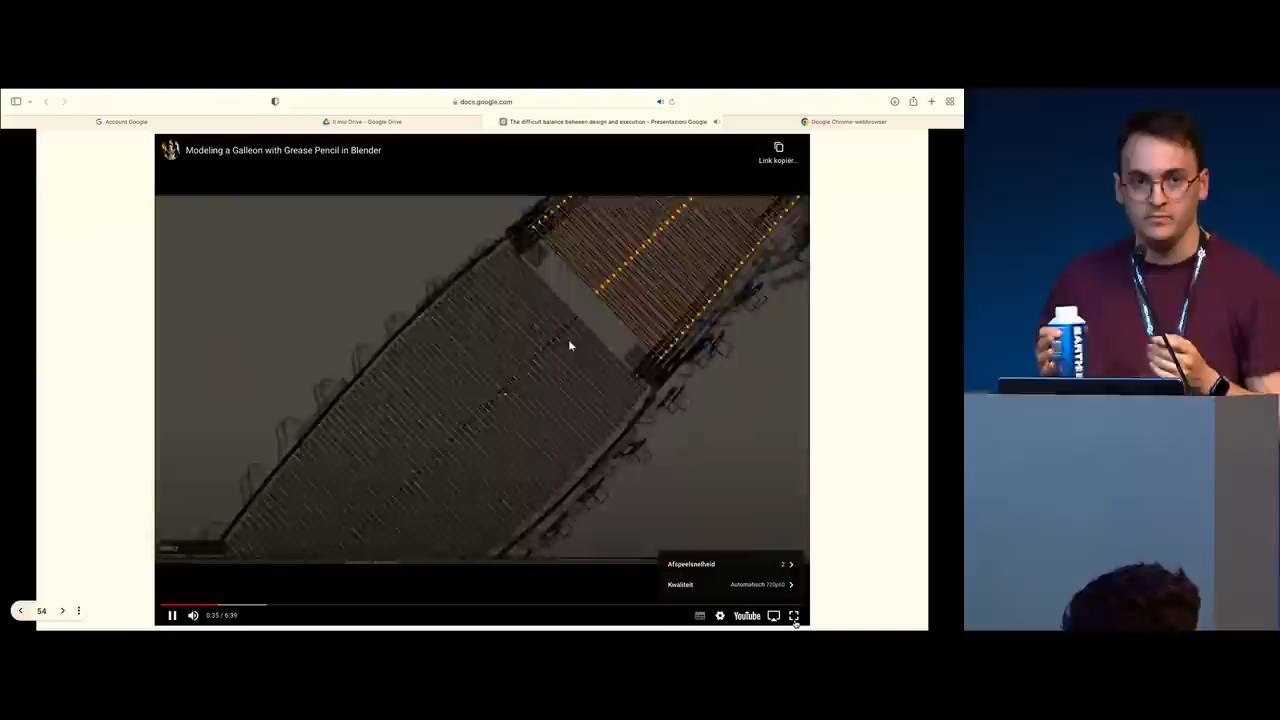 docs.google.com
Account Google
Il mio Drive - Google Drive
The difficult balance between design and execution - Presentazioni Google
Google Chrome-webbrowser
Modeling a Galleon with Grease Pencil in Blender
Link kopiër...
Afspeelsnelheid 2
Kwaliteit Automatisch 720p60
54
0:35 / 6:39
YouTube
EARTH